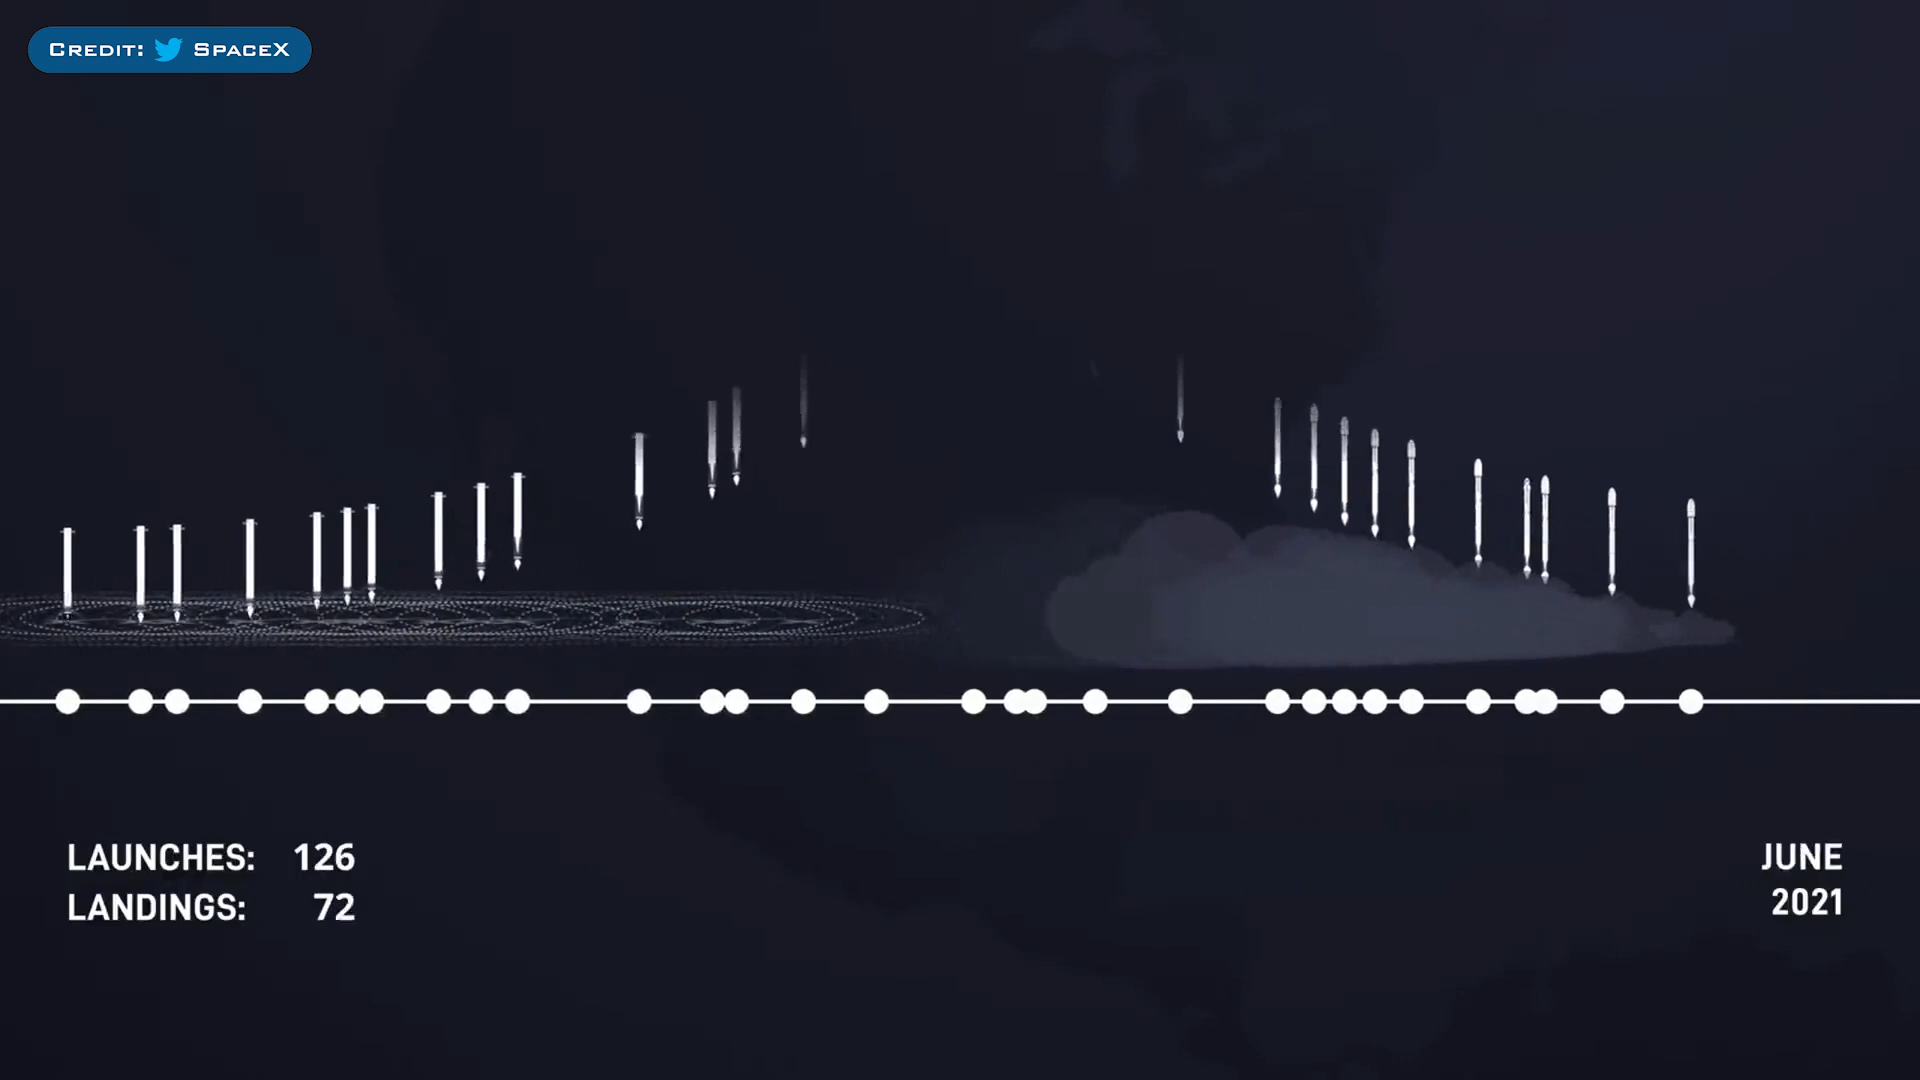 CREDIT: SPACEX
LAUNCHES: 126
LANDINGS: 72
JUNE
2021